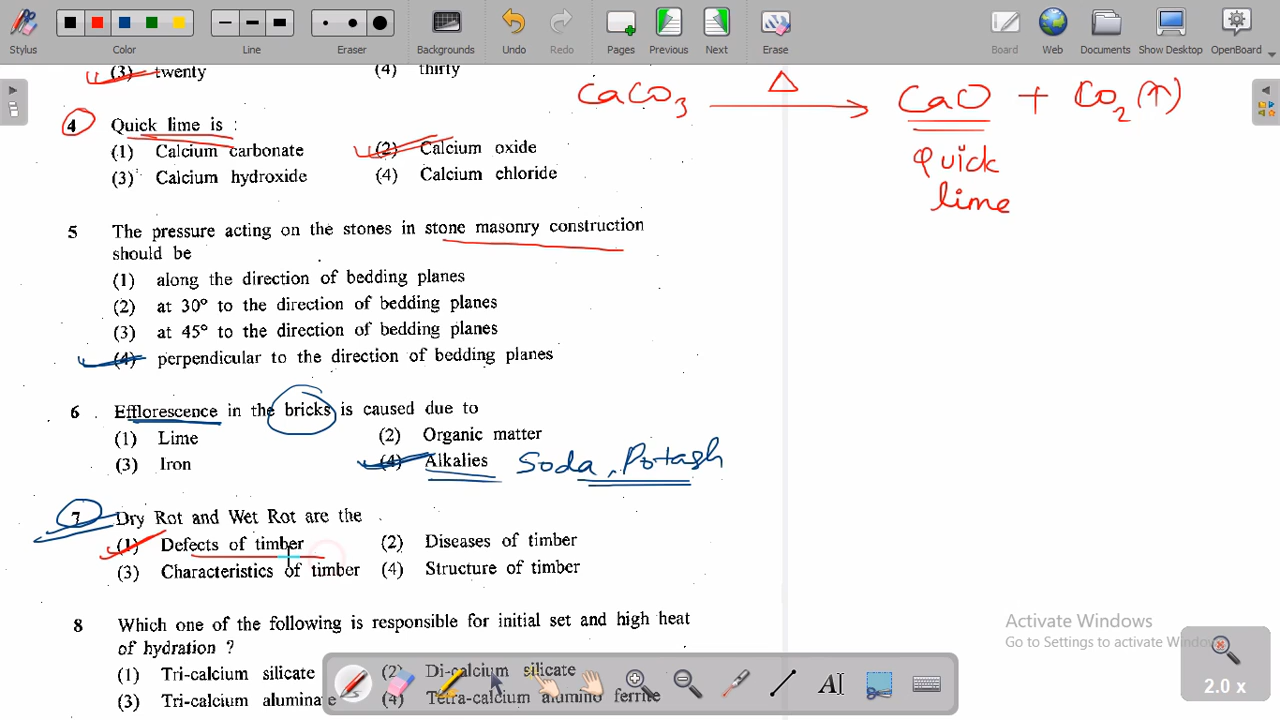 Stylus Color Line Eraser Backgrounds Undo Redo Pages Previous Next Erase Board Web Documents Show Desktop OpenBoard
(3) twenty (4) thirty
CaCO3 △ → CaO + CO2(↑)
Quick
lime
4 Quick lime is :
(1) Calcium carbonate (2) Calcium oxide
(3) Calcium hydroxide (4) Calcium chloride
5 The pressure acting on the stones in stone masonry construction
should be
(1) along the direction of bedding planes
(2) at 30° to the direction of bedding planes
(3) at 45° to the direction of bedding planes
(4) perpendicular to the direction of bedding planes
6 Efflorescence in the bricks is caused due to
(1) Lime (2) Organic matter
(3) Iron (4) Alkalies Soda, Potash
7 Dry Rot and Wet Rot are the
(1) Defects of timber (2) Diseases of timber
(3) Characteristics of timber (4) Structure of timber
8 Which one of the following is responsible for initial set and high heat
of hydration ?
(1) Tri-calcium silicate (2) Di-calcium silicate
(3) Tri-calcium aluminate (4) Tetra-calcium alumino ferrite
Activate Windows
Go to Settings to activate Windows.
2.0 x